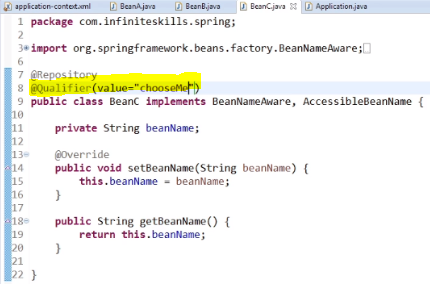 application-context.xml BeanA.java BeanB.java BeanC.java Application.java
1 package com.infiniteskills.spring;
2
3 import org.springframework.beans.factory.BeanNameAware;
6
7 @Repository
8 @Qualifier(value="chooseMe")
9 public class BeanC implements BeanNameAware, AccessibleBeanName {
10
11 private String beanName;
12
13 @Override
14 public void setBeanName(String beanName) {
15 this.beanName = beanName;
16 }
17
18 public String getBeanName() {
19 return this.beanName;
20 }
21
22 }